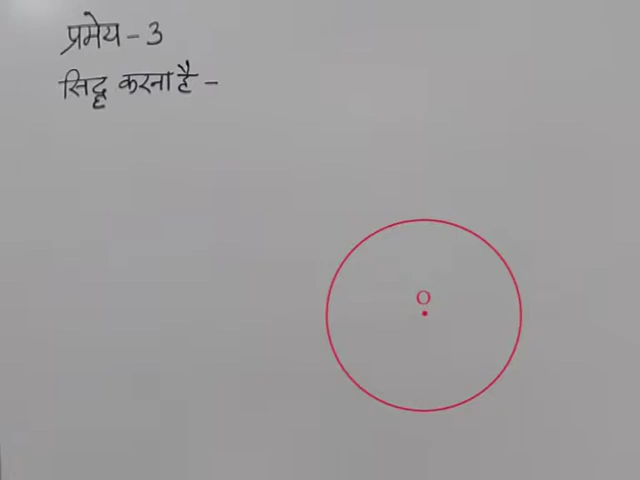 प्रमेय - 3
सिद्ध करना है -
O